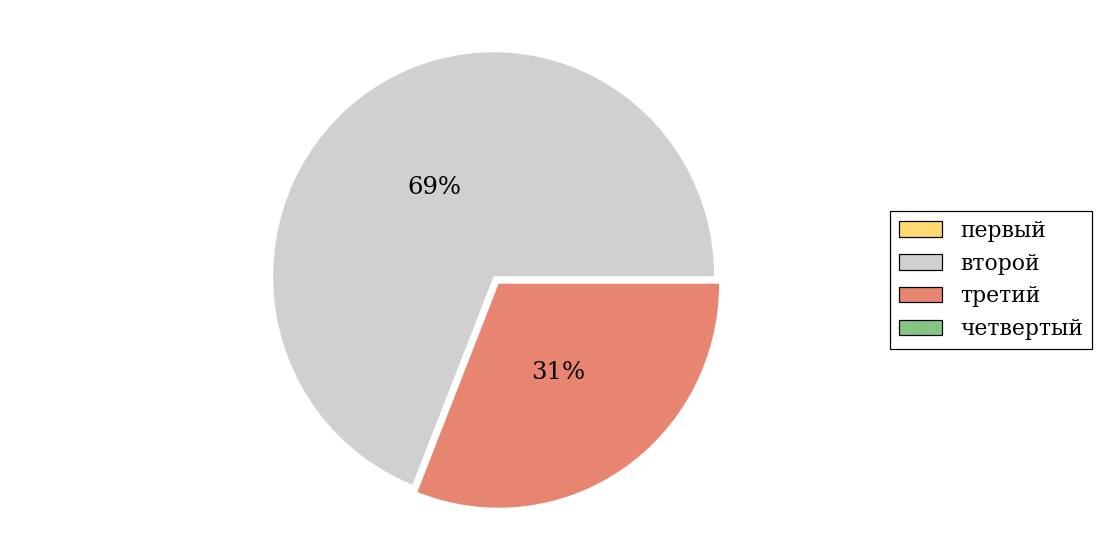 69%
31%
первый
второй
третий
четвертый